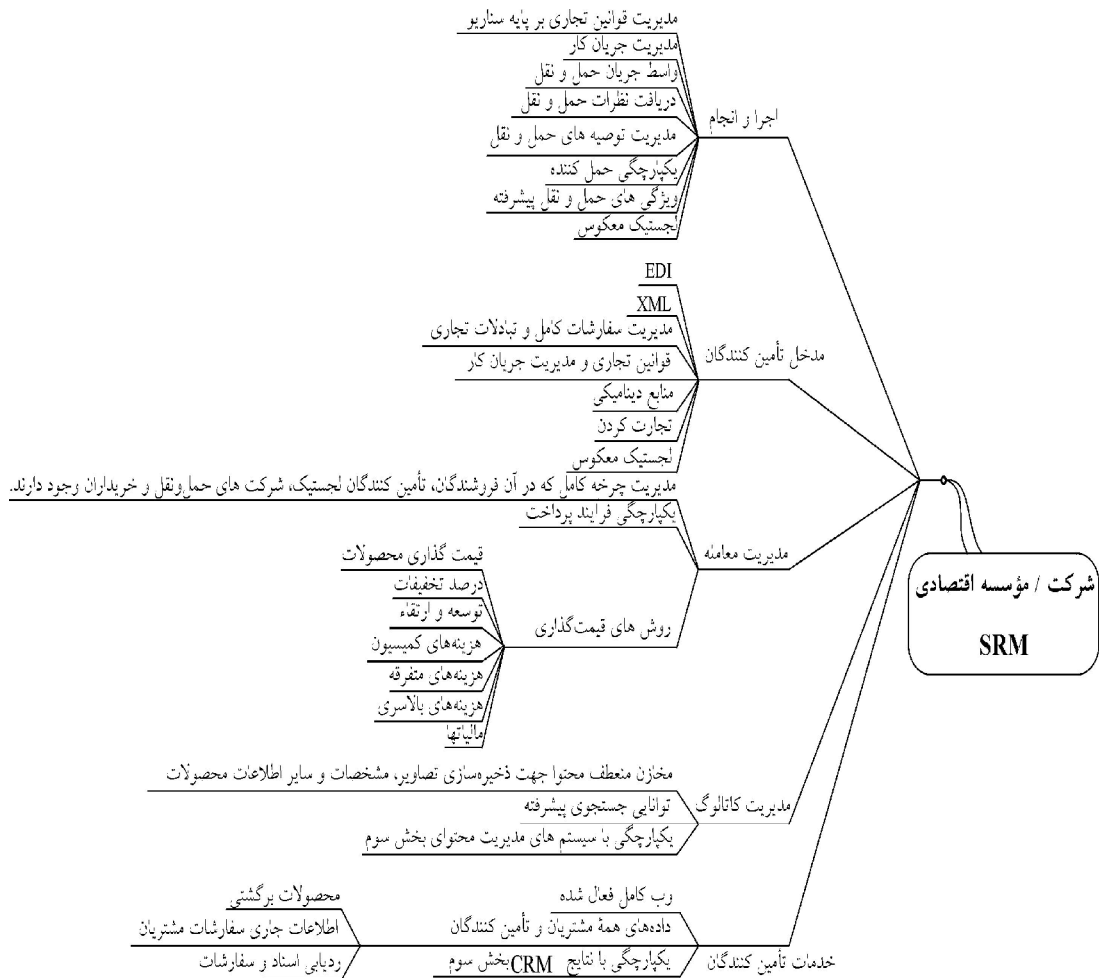 شرکت / مؤسسه اقتصادی
SRM
اجرا و انجام
مدیریت قوانین تجاری بر پایه سناریو
مدیریت جریان کار
واسط جریان حمل و نقل
دریافت نظرات حمل و نقل
مدیریت توصیه های حمل و نقل
یکپارچگی حمل کننده
ویژگی های حمل و نقل پیشرفته
لجستیک معکوس
مدخل تأمین کنندگان
EDI
XML
مدیریت سفارشات کامل و تبادلات تجاری
قوانین تجاری و مدیریت جریان کار
منابع دینامیکی
تجارت کردن
لجستیک معکوس
مدیریت معامله
مدیریت چرخه کامل که در آن فروشندگان، تأمین کنندگان لجستیک، شرکت های حمل‌ونقل و خریداران وجود دارند.
یکپارچگی فرآیند پرداخت
روش های قیمت‌گذاری
قیمت گذاری محصولات
درصد تخفیفات
توسعه و ارتقاء
هزینه‌های کمیسیون
هزینه‌های متفرقه
هزینه‌های بالاسری
مالیاتها
مدیریت کاتالوگ
مخازن منعطف محتوا جهت ذخیره‌سازی تصاویر، مشخصات و سایر اطلاعات محصولات
توانایی جستجوی پیشرفته
یکپارچگی با سیستم های مدیریت محتوای بخش سوم
خدمات تأمین کنندگان
وب کامل فعال شده
داده‌های همهٔ مشتریان و تأمین کنندگان
یکپارچگی با نتایج CRM بخش سوم
محصولات برگشتی
اطلاعات جاری سفارشات مشتریان
ردیابی اسناد و سفارشات